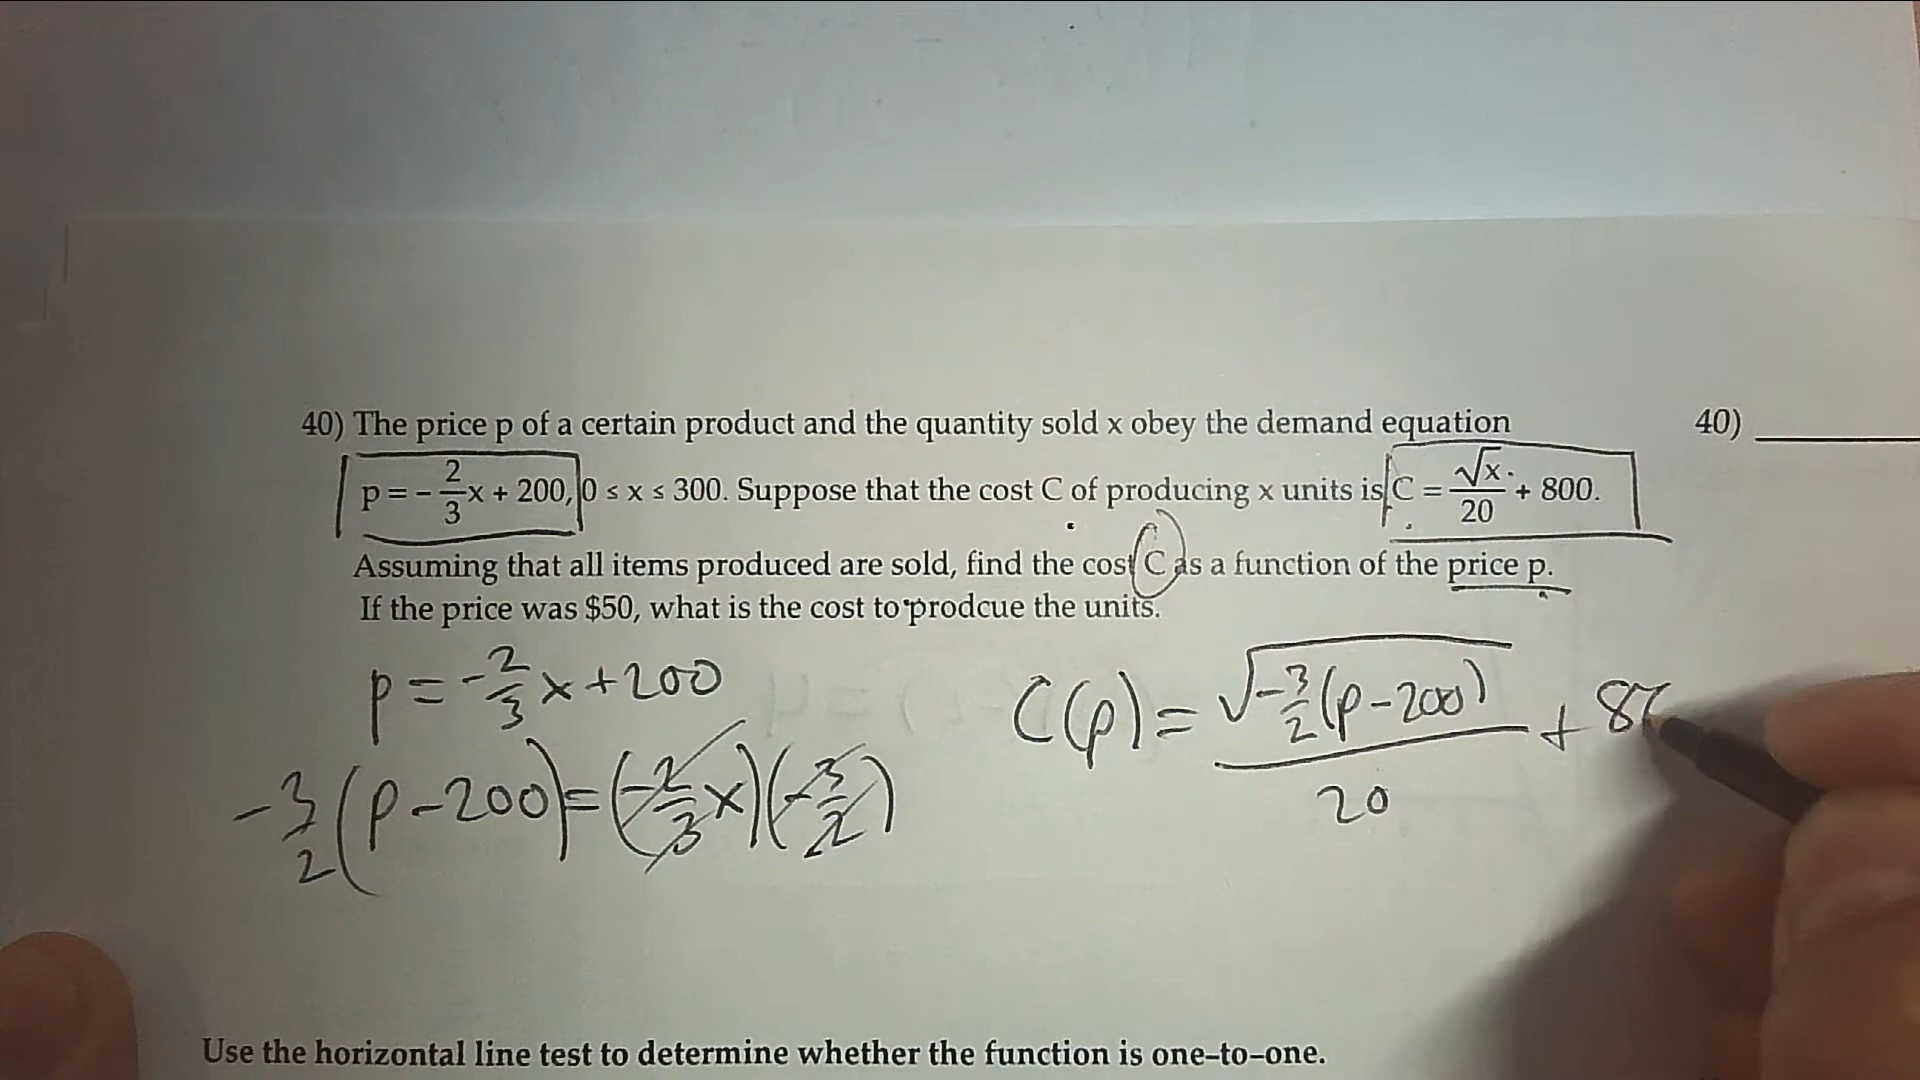 40) The price p of a certain product and the quantity sold x obey the demand equation 40)
p = - 2/3 x + 200, 0 ≤ x ≤ 300. Suppose that the cost C of producing x units is C = √x/20 + 800.
Assuming that all items produced are sold, find the cost C as a function of the price p.
If the price was $50, what is the cost to prodcue the units.
p = -2/3 x + 200
-3/2 (p - 200) = (-2/3 x)(-3/2)
C(p) = √(-3/2 (p - 200))/20 + 8
Use the horizontal line test to determine whether the function is one-to-one.